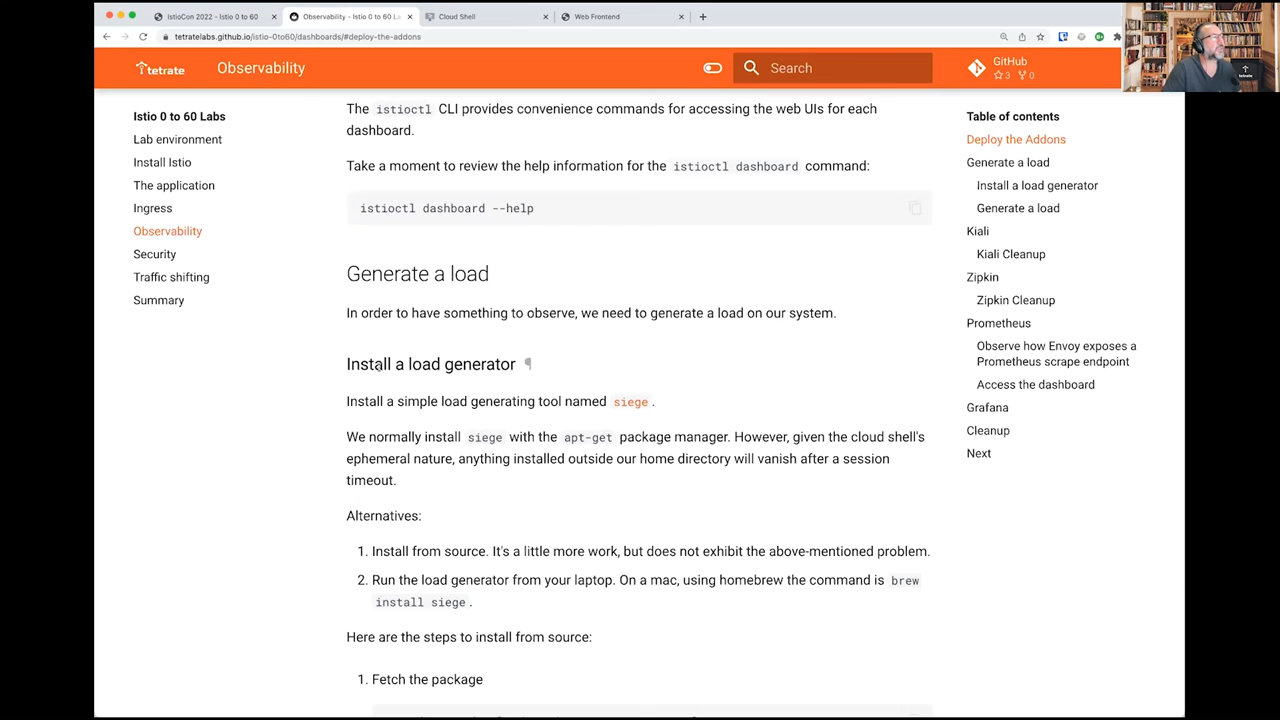 IstioCon 2022 - Istio 0 to 60
Observability - Istio 0 to 60 La
Cloud Shell
Web Frontend
tetratelabs.github.io/istio-0to60/dashboards/#deploy-the-addons
tetrate
Observability
Search
GitHub
3 0
tetrate
Istio 0 to 60 Labs
Lab environment
Install Istio
The application
Ingress
Observability
Security
Traffic shifting
Summary
The istioctl CLI provides convenience commands for accessing the web UIs for each
dashboard.
Take a moment to review the help information for the istioctl dashboard command:
istioctl dashboard --help
Generate a load
In order to have something to observe, we need to generate a load on our system.
Install a load generator ¶
Install a simple load generating tool named siege.
We normally install siege with the apt-get package manager. However, given the cloud shell's
ephemeral nature, anything installed outside our home directory will vanish after a session
timeout.
Alternatives:
1. Install from source. It's a little more work, but does not exhibit the above-mentioned problem.
2. Run the load generator from your laptop. On a mac, using homebrew the command is brew
install siege.
Here are the steps to install from source:
1. Fetch the package
Table of contents
Deploy the Addons
Generate a load
Install a load generator
Generate a load
Kiali
Kiali Cleanup
Zipkin
Zipkin Cleanup
Prometheus
Observe how Envoy exposes a
Prometheus scrape endpoint
Access the dashboard
Grafana
Cleanup
Next